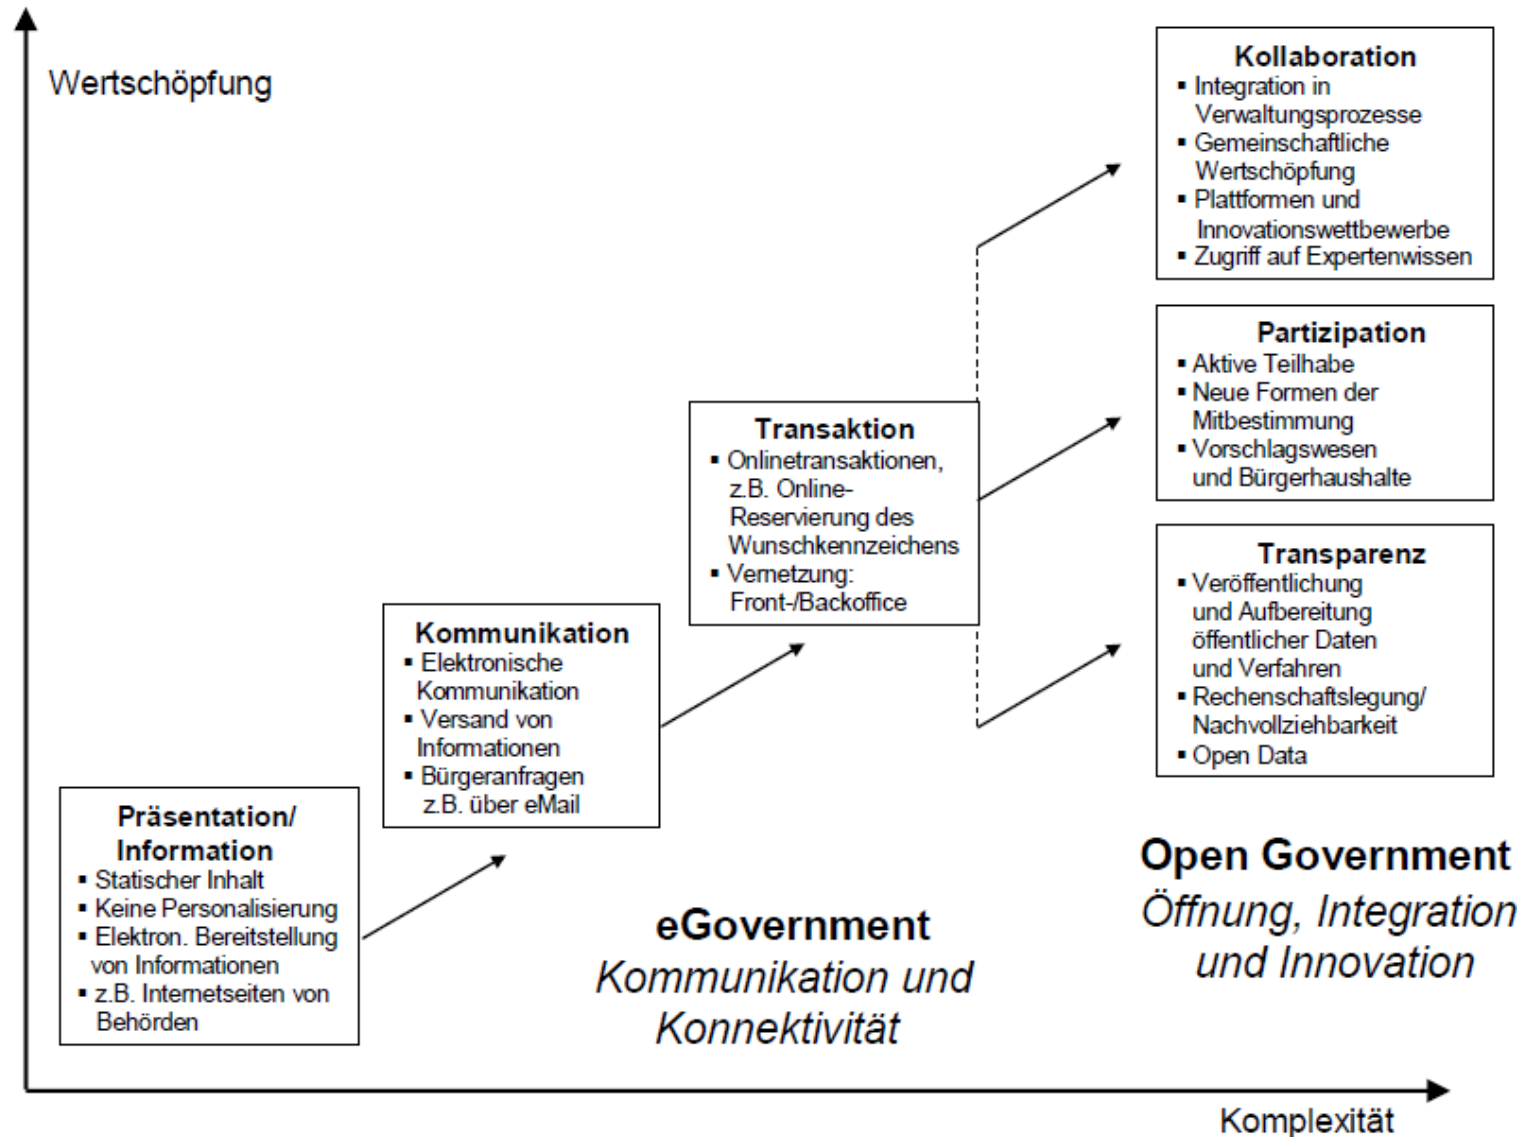 Wertschöpfung
Kollaboration
▪ Integration in
Verwaltungsprozesse
▪ Gemeinschaftliche
Wertschöpfung
▪ Plattformen und
Innovationswettbewerbe
▪ Zugriff auf Expertenwissen
Partizipation
▪ Aktive Teilhabe
▪ Neue Formen der
Mitbestimmung
▪ Vorschlagswesen
und Bürgerhaushalte
Transaktion
▪ Onlinetransaktionen,
z.B. Online-
Reservierung des
Wunschkennzeichens
▪ Vernetzung:
Front-/Backoffice
Transparenz
▪ Veröffentlichung
und Aufbereitung
öffentlicher Daten
und Verfahren
▪ Rechenschaftslegung/
Nachvollziehbarkeit
▪ Open Data
Kommunikation
▪ Elektronische
Kommunikation
▪ Versand von
Informationen
▪ Bürgeranfragen
z.B. über eMail
Präsentation/
Information
▪ Statischer Inhalt
▪ Keine Personalisierung
▪ Elektron. Bereitstellung
von Informationen
▪ z.B. Internetseiten von
Behörden
eGovernment
Kommunikation und
Konnektivität
Open Government
Öffnung, Integration
und Innovation
Komplexität